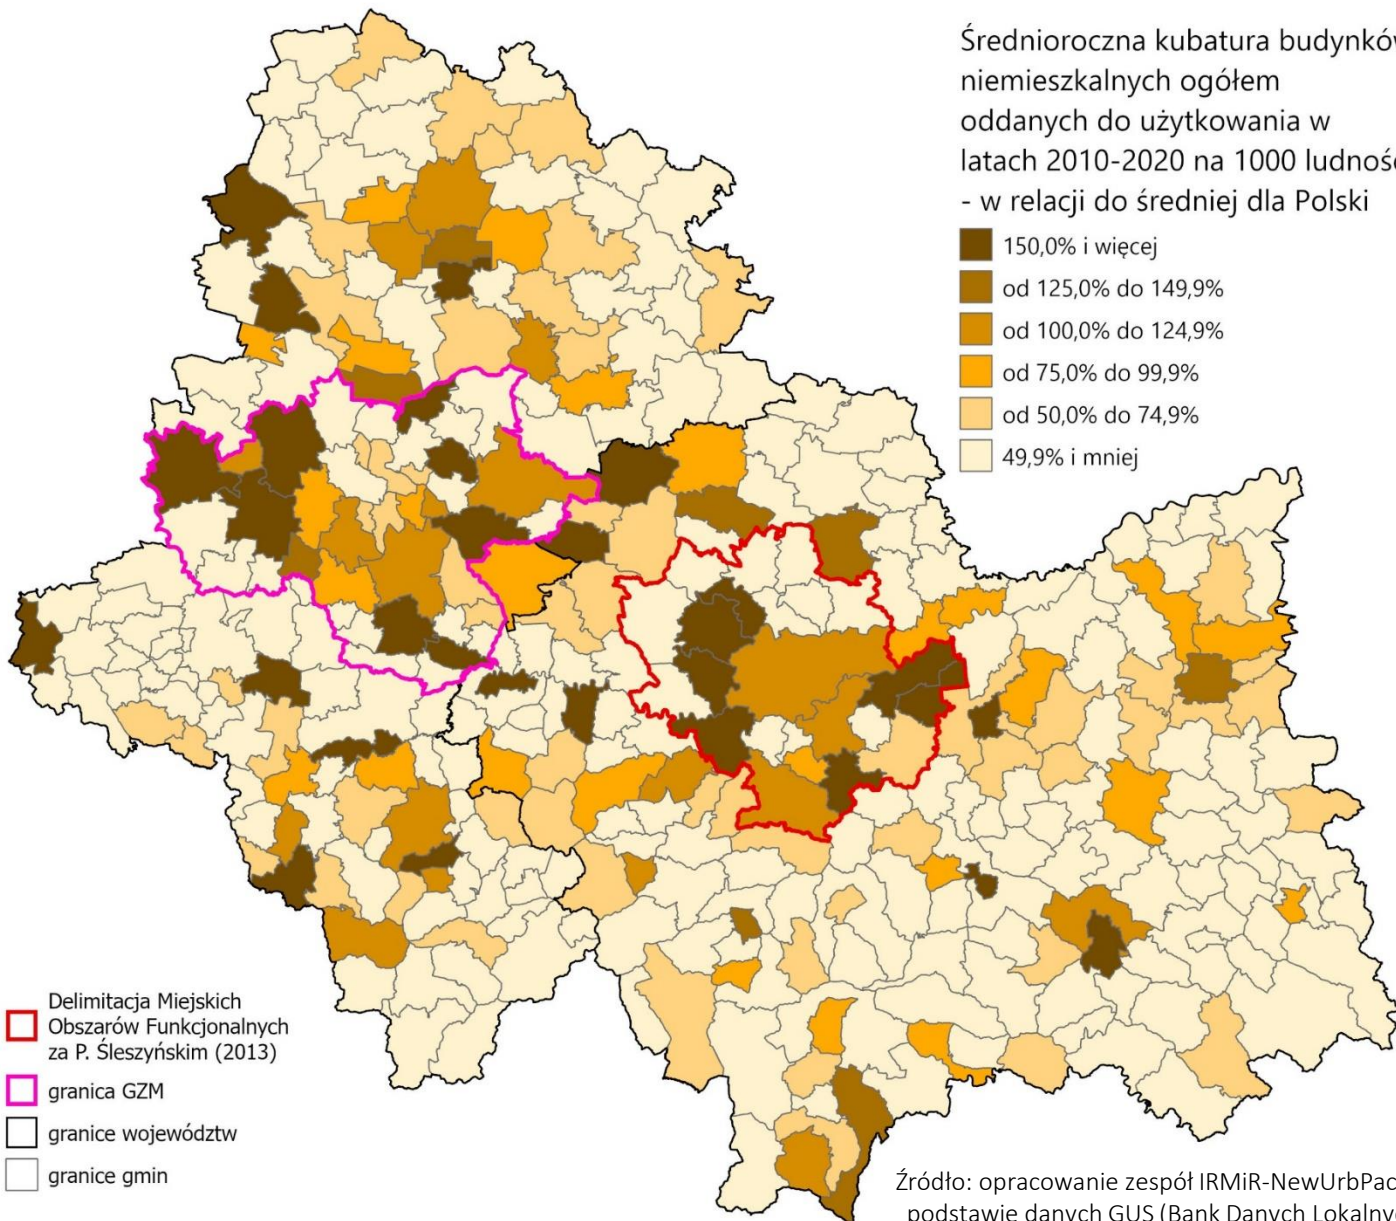 Średnioroczna kubatura budynków
niemieszkalnych ogółem
oddanych do użytkowania w
latach 2010-2020 na 1000 ludnośc
- w relacji do średniej dla Polski
150,0% i więcej
od 125,0% do 149,9%
od 100,0% do 124,9%
od 75,0% do 99,9%
od 50,0% do 74,9%
49,9% i mniej
Delimitacja Miejskich
Obszarów Funkcjonalnych
za P. Śleszyńskim (2013)
granica GZM
granice województw
granice gmin
Źródło: opracowanie zespół IRMiR-NewUrbPac
podstawie danych GUS (Bank Danych Lokalnyc